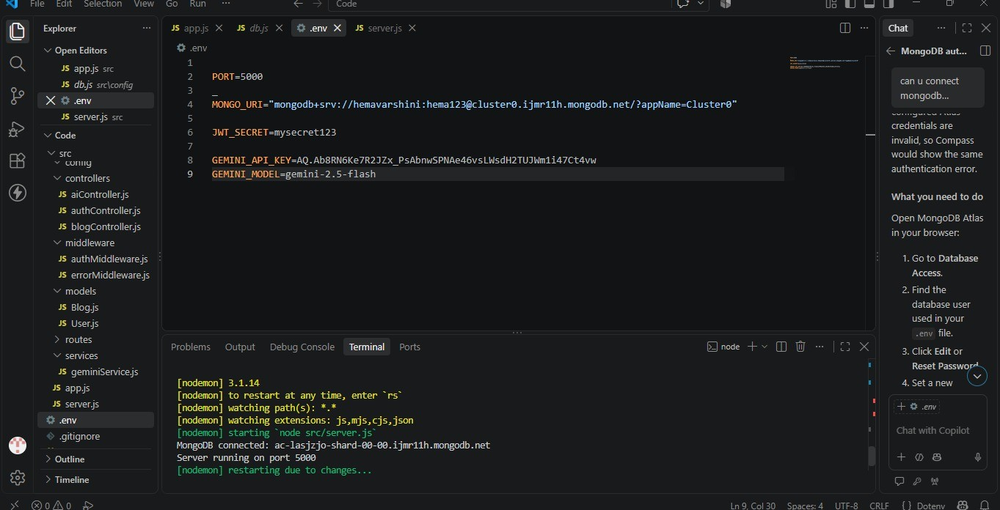 File Edit Selection View Go Run ··· Code
Explorer ···
Open Editors
JS app.js src
JS db.js src\config
.env
JS server.js src
Code
src
config
controllers
JS aiController.js
JS authController.js
JS blogController.js
middleware
JS authMiddleware.js
JS errorMiddleware.js
models
JS Blog.js
JS User.js
routes
services
JS geminiService.js
JS app.js
JS server.js
.env
.gitignore
Outline
Timeline
JS app.js JS db.js .env JS server.js
.env
1
2 PORT=5000
3 _
4 MONGO_URI="mongodb+srv://hemavarshini:hema123@cluster0.ijmr11h.mongodb.net/?appName=Cluster0"
5
6 JWT_SECRET=mysecret123
7
8 GEMINI_API_KEY=AQ.Ab8RN6Ke7R2JZx_PsAbnwSPNAe46vsLWsdH2TUJWm1i47Ct4vw
9 GEMINI_MODEL=gemini-2.5-flash
Problems Output Debug Console Terminal Ports node
[nodemon] 3.1.14
[nodemon] to restart at any time, enter `rs`
[nodemon] watching path(s): *.*
[nodemon] watching extensions: js,mjs,cjs,json
[nodemon] starting `node src/server.js`
MongoDB connected: ac-lasjzjo-shard-00-00.ijmr11h.mongodb.net
Server running on port 5000
[nodemon] restarting due to changes...
Chat
MongoDB aut...
can u connect
mongodb...
configured Atlas
credentials are
invalid, so Compass
would show the same
authentication error.
What you need to do
Open MongoDB Atlas
in your browser:
1. Go to Database
Access.
2. Find the
database user
used in your
.env file.
3. Click Edit or
Reset Password
4. Set a new
.env
Chat with Copilot
0 0 Ln 9, Col 30 Spaces: 4 UTF-8 CRLF {} Dotenv